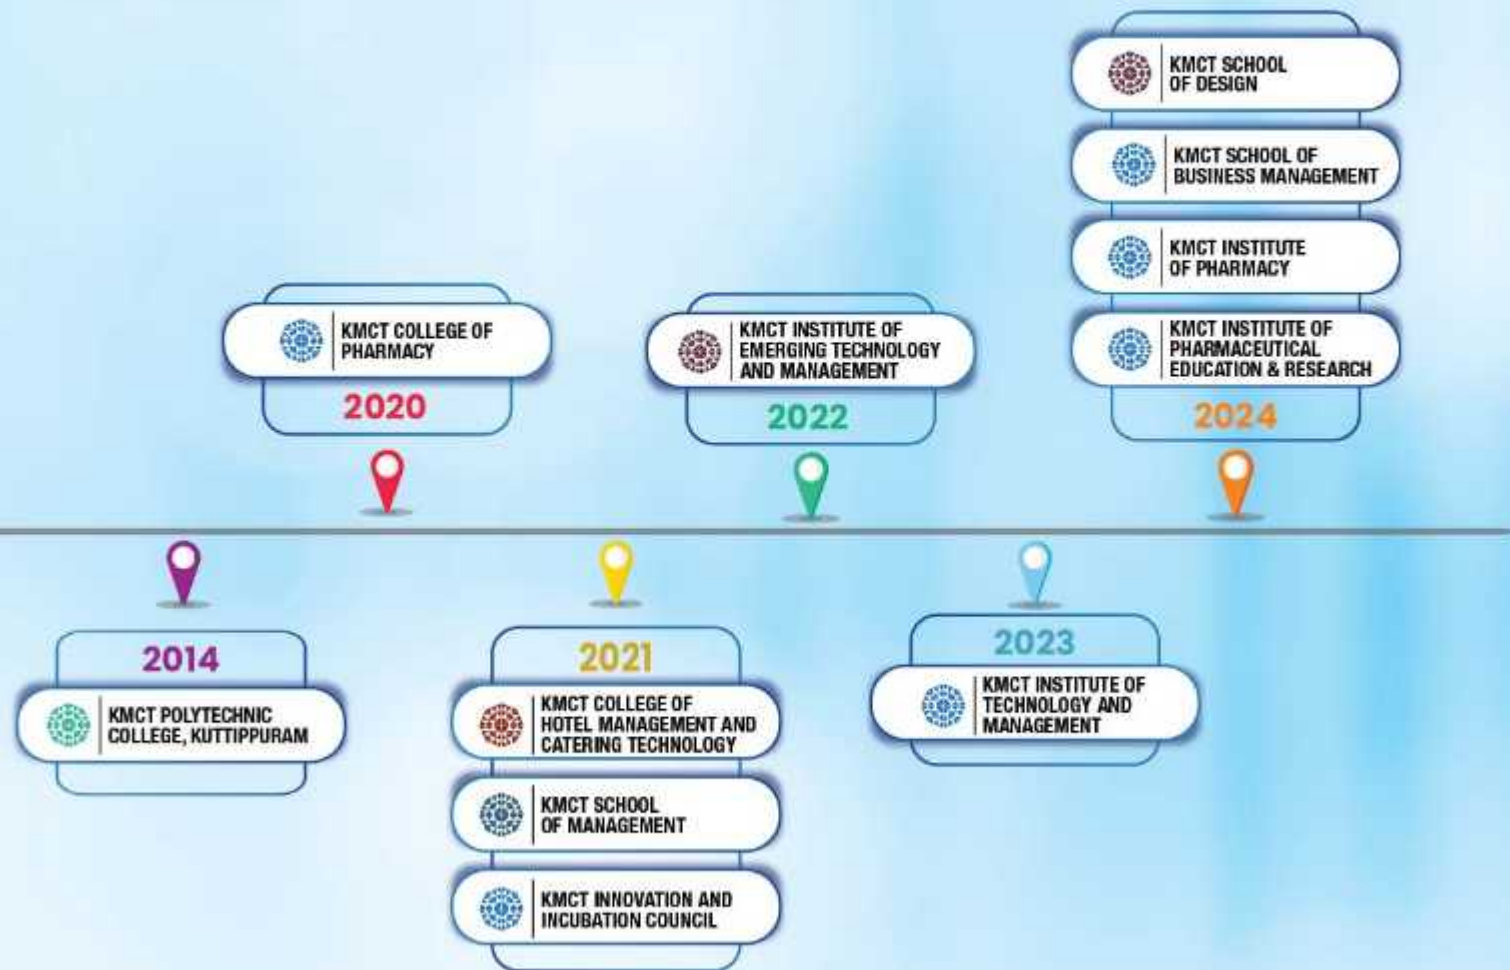 KMCT SCHOOL
OF DESIGN
KMCT SCHOOL OF
BUSINESS MANAGEMENT
KMCT INSTITUTE
OF PHARMACY
KMCT INSTITUTE OF
PHARMACEUTICAL
EDUCATION & RESEARCH
2024
KMCT COLLEGE OF
PHARMACY
2020
KMCT INSTITUTE OF
EMERGING TECHNOLOGY
AND MANAGEMENT
2022
2014
KMCT POLYTECHNIC
COLLEGE, KUTTIPPURAM
2021
KMCT COLLEGE OF
HOTEL MANAGEMENT AND
CATERING TECHNOLOGY
KMCT SCHOOL
OF MANAGEMENT
KMCT INNOVATION AND
INCUBATION COUNCIL
2023
KMCT INSTITUTE OF
TECHNOLOGY AND
MANAGEMENT